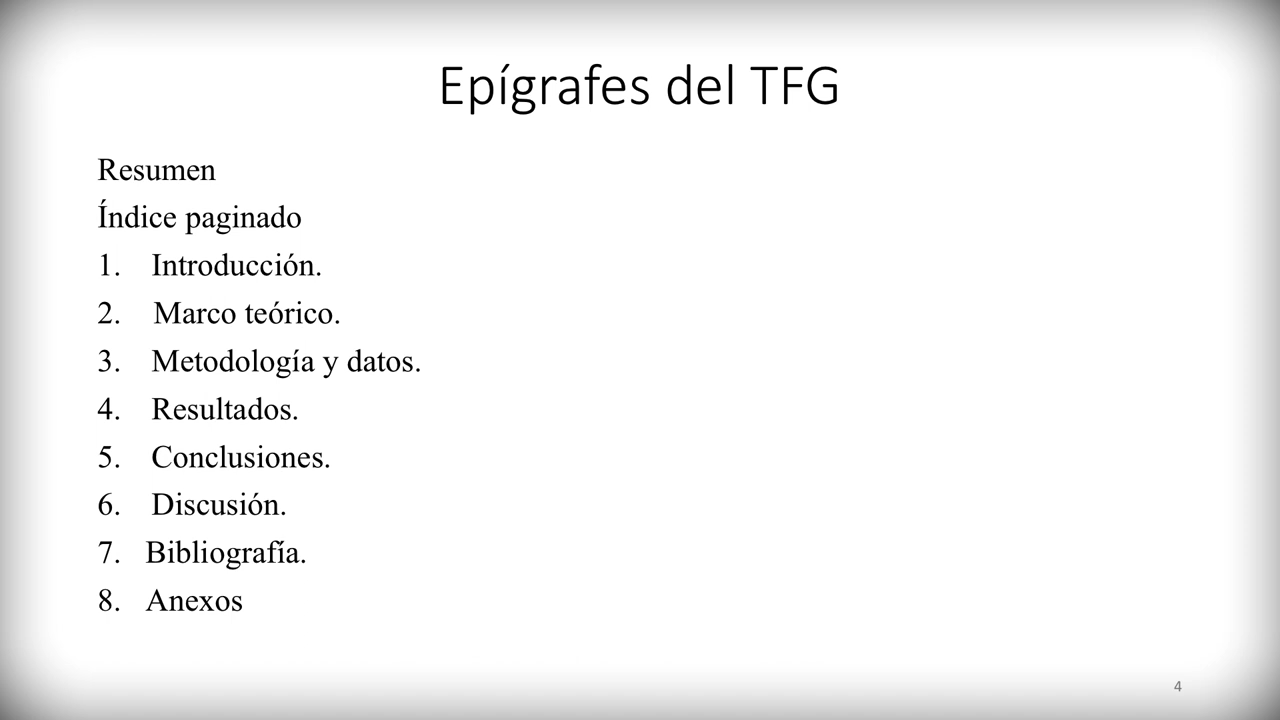 Epígrafes del TFG
Resumen
Índice paginado
1. Introducción.
2. Marco teórico.
3. Metodología y datos.
4. Resultados.
5. Conclusiones.
6. Discusión.
7. Bibliografía.
8. Anexos
4